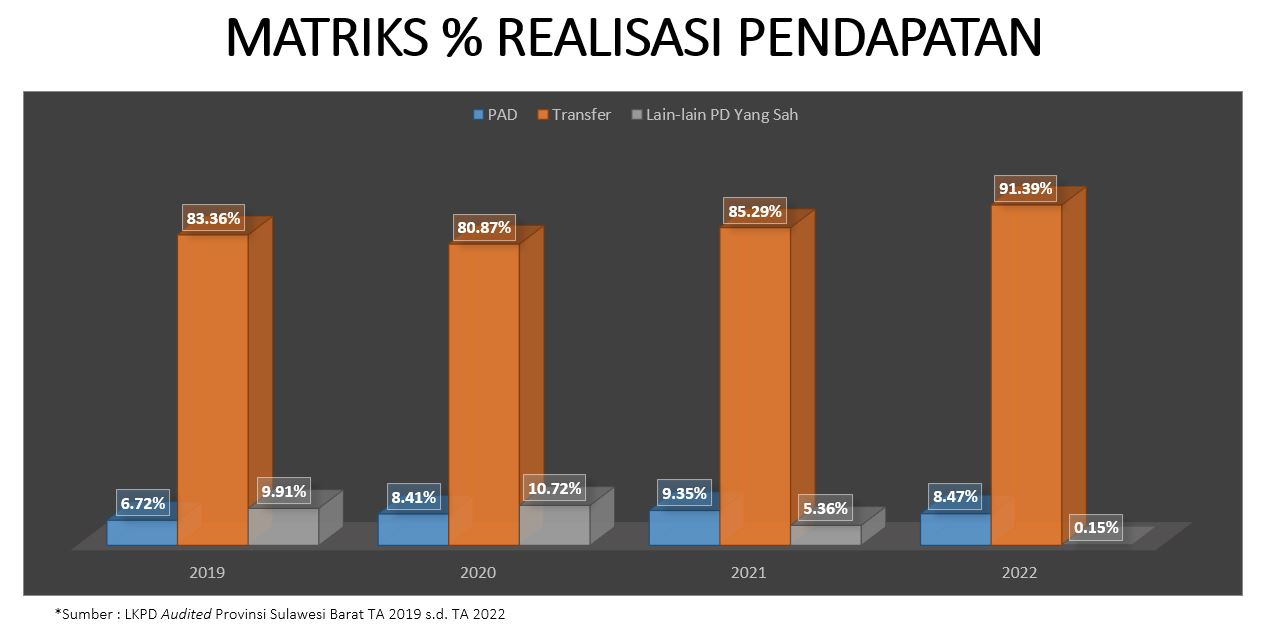 MATRIKS % REALISASI PENDAPATAN
PAD Transfer Lain-lain PD Yang Sah
83.36% 80.87% 85.29% 91.39%
6.72% 9.91% 8.41% 10.72% 9.35% 5.36% 8.47% 0.15%
2019 2020 2021 2022
*Sumber : LKPD Audited Provinsi Sulawesi Barat TA 2019 s.d. TA 2022